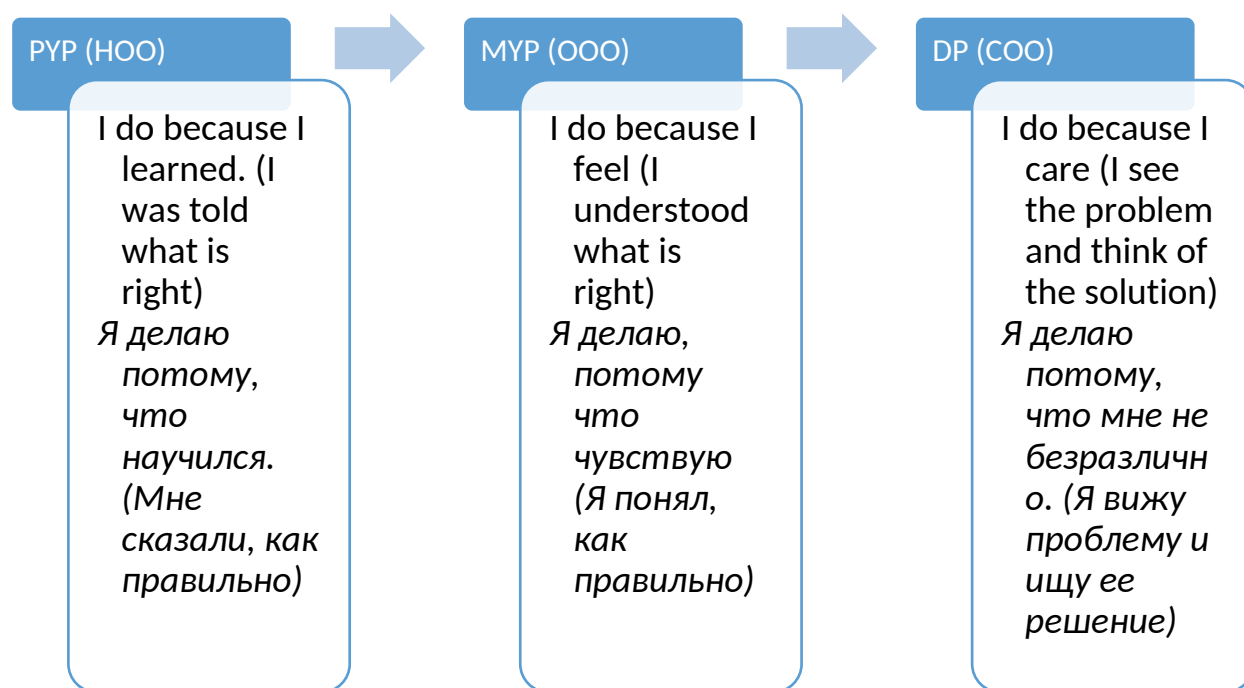 PYP (НОО)
I do because I
learned. (I
was told
what is
right)
Я делаю
потому,
что
научился.
(Мне
сказали, как
правильно)
MYP (ООО)
I do because I
feel (I
understood
what is
right)
Я делаю,
потому
что
чувствую
(Я понял,
как
правильно)
DP (СОО)
I do because I
care (I see
the problem
and think of
the solution)
Я делаю
потому,
что мне не
безразличн
о. (Я вижу
проблему и
ищу ее
решение)